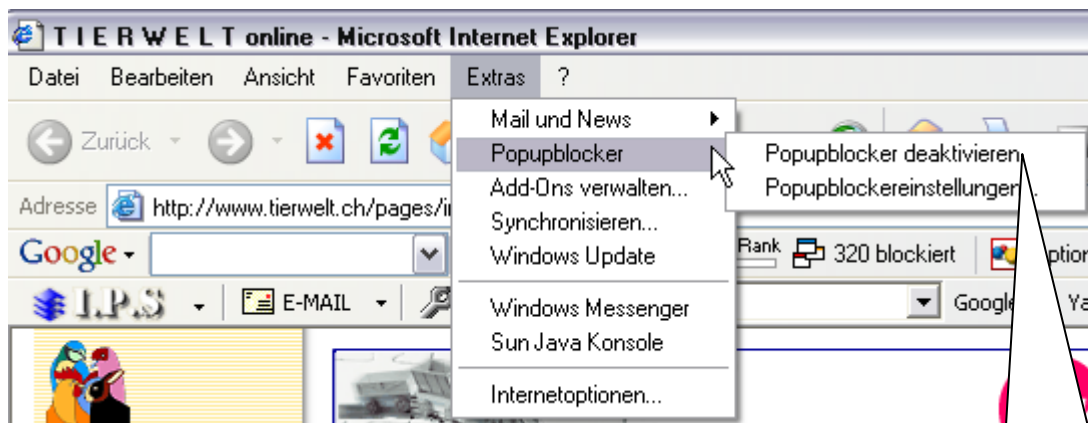 T I E R W E L T online - Microsoft Internet Explorer
Datei Bearbeiten Ansicht Favoriten Extras ?
Zurück
Mail und News
Popupblocker
Add-Ons verwalten...
Synchronisieren...
Windows Update
Windows Messenger
Sun Java Konsole
Internetoptionen...
Popupblocker deaktivieren
Popupblockereinstellungen...
Adresse http://www.tierwelt.ch/pages/i
Google Rank 320 blockiert ption
I.P.S E-MAIL Google Ya